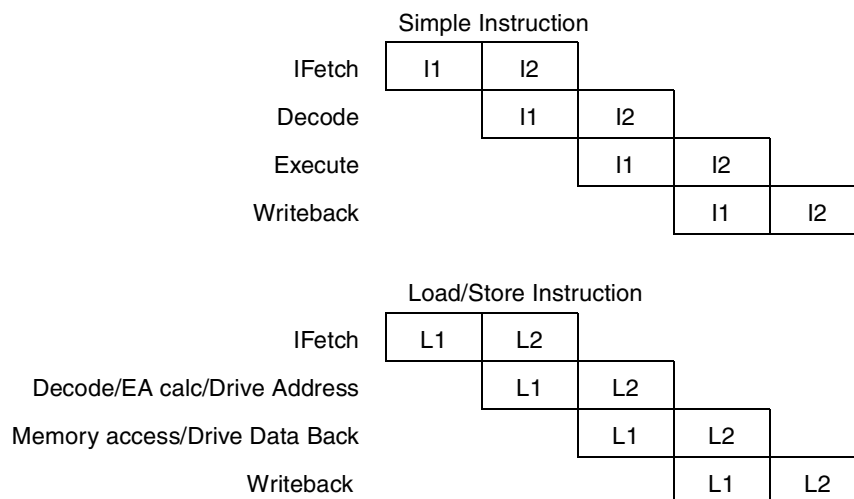 Simple Instruction
IFetch I1 I2
Decode I1 I2
Execute I1 I2
Writeback I1 I2
Load/Store Instruction
IFetch L1 L2
Decode/EA calc/Drive Address L1 L2
Memory access/Drive Data Back L1 L2
Writeback L1 L2